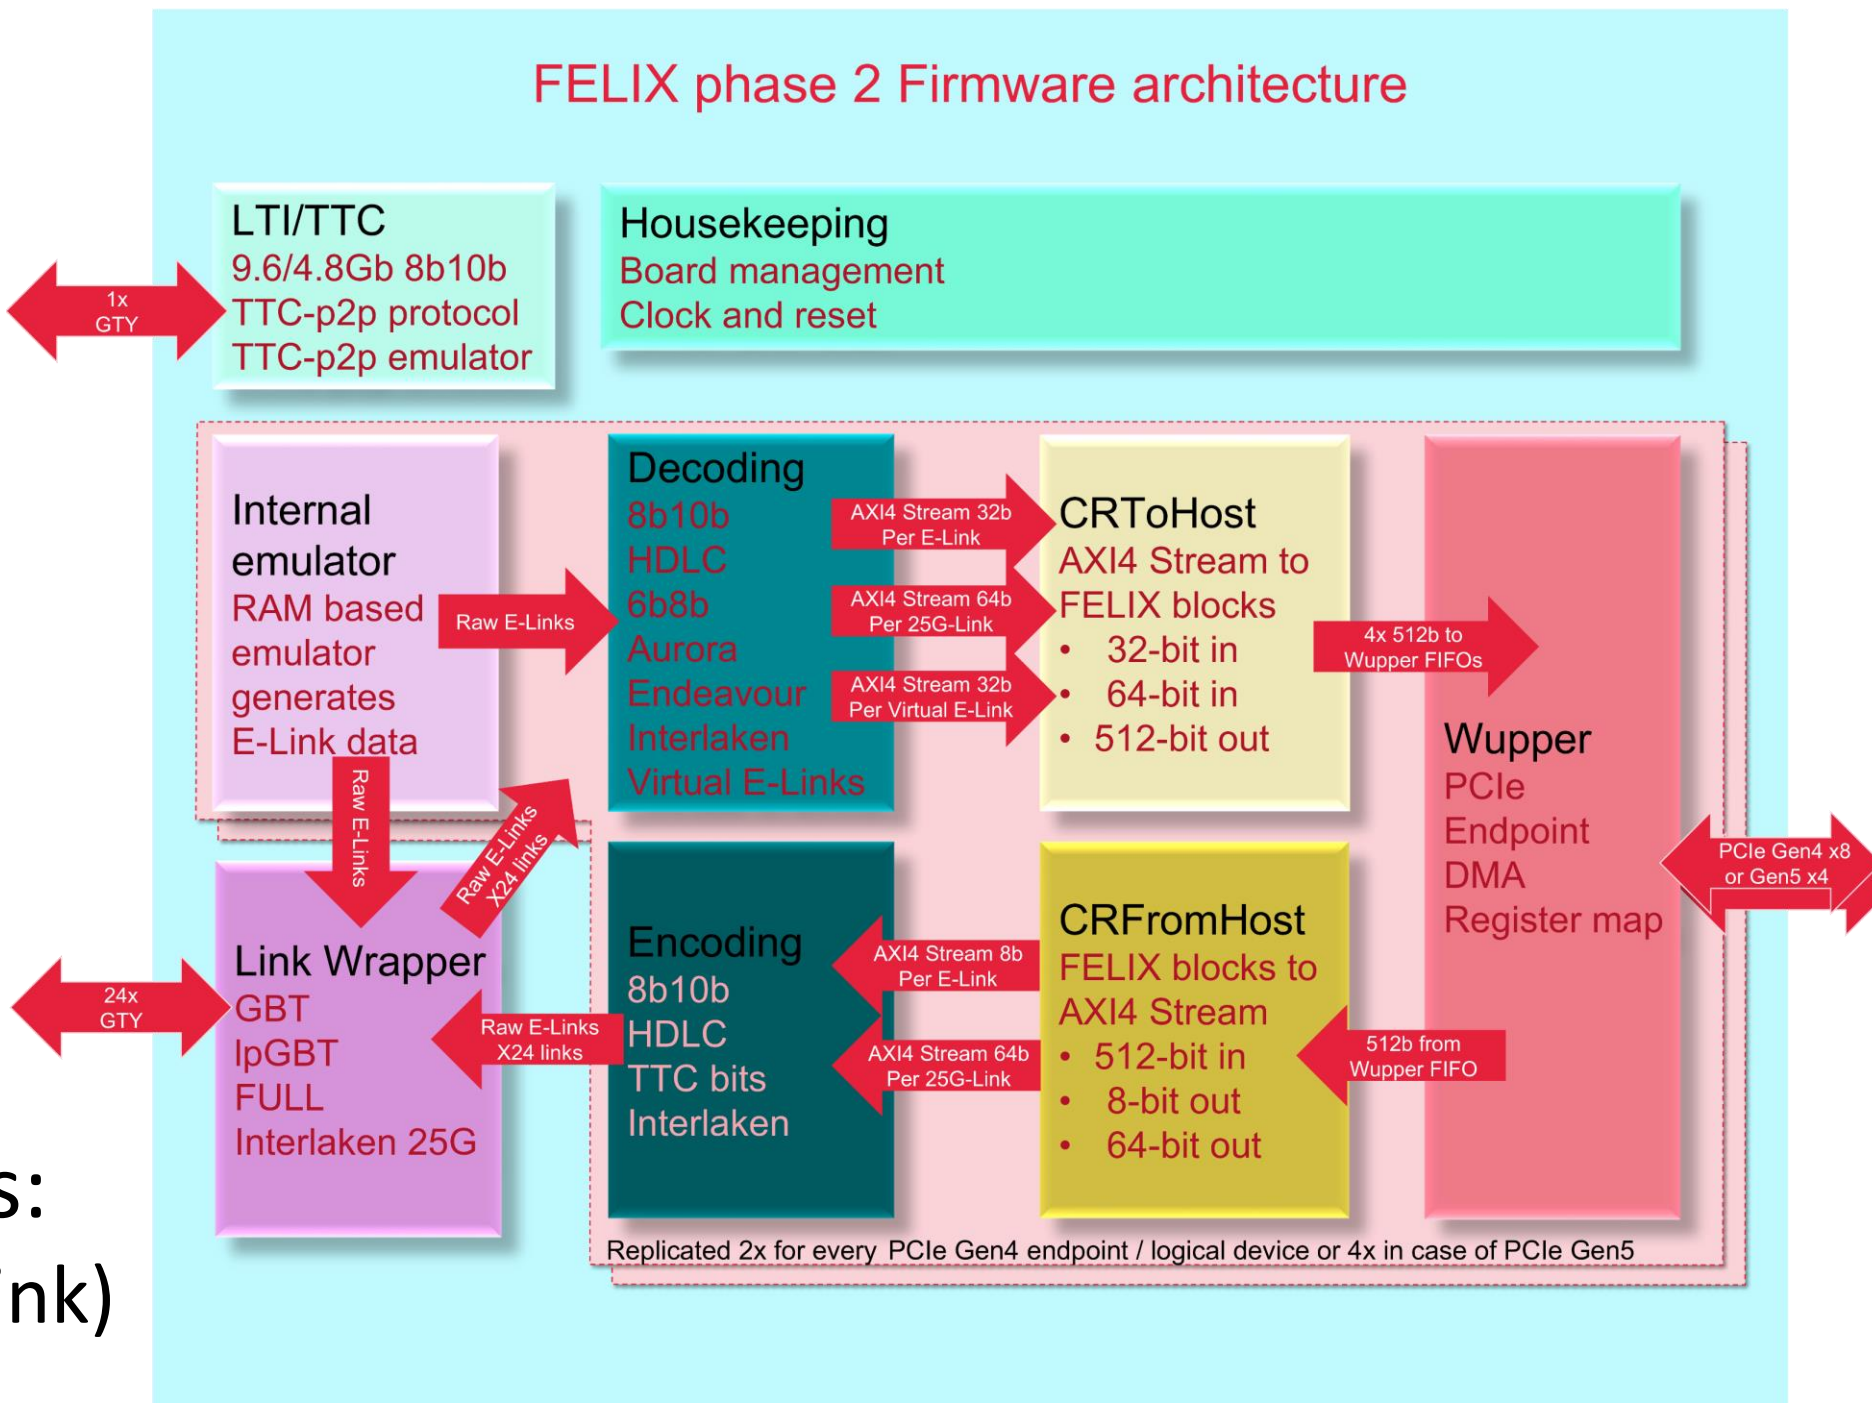 FELIX phase 2 Firmware architecture
LTI/TTC
9.6/4.8Gb 8b10b
TTC-p2p protocol
TTC-p2p emulator
1x
GTY
Housekeeping
Board management
Clock and reset
Internal
emulator
RAM based
emulator
generates
E-Link data
Raw E-Links
Decoding
8b10b
HDLC
6b8b
Aurora
Endeavour
Interlaken
Virtual E-Links
AXI4 Stream 32b
Per E-Link
AXI4 Stream 64b
Per 25G-Link
AXI4 Stream 32b
Per Virtual E-Link
CRToHost
AXI4 Stream to
FELIX blocks
• 32-bit in
• 64-bit in
• 512-bit out
4x 512b to
Wupper FIFOs
Wupper
PCIe
Endpoint
DMA
Register map
PCIe Gen4 x8
or Gen5 x4
Raw E-Links
Raw E-Links
X24 links
Link Wrapper
GBT
lpGBT
FULL
Interlaken 25G
24x
GTY
Raw E-Links
X24 links
Encoding
8b10b
HDLC
TTC bits
Interlaken
AXI4 Stream 8b
Per E-Link
AXI4 Stream 64b
Per 25G-Link
CRFromHost
FELIX blocks to
AXI4 Stream
• 512-bit in
• 8-bit out
• 64-bit out
512b from
Wupper FIFO
Replicated 2x for every PCIe Gen4 endpoint / logical device or 4x in case of PCIe Gen5
s:
ink)